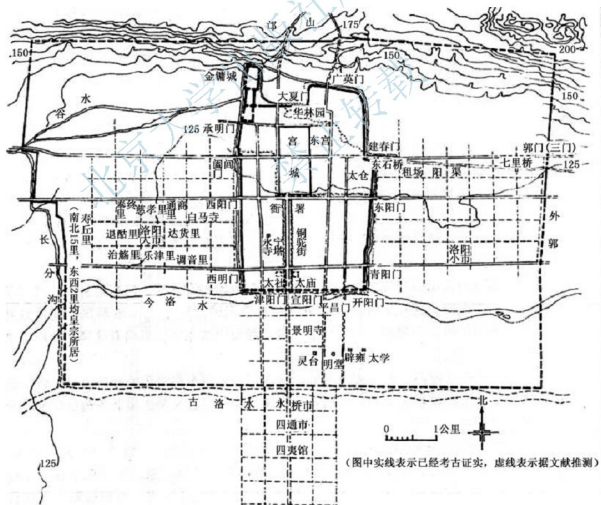 邙山
175
200
150
150
150
150
金墉城
广莫门
大夏门
华林园
谷水
125
承明门
宫城
东宫
建春门
郭门(三门)
阊阖门
太仓
东石桥
七里桥
125
阳渠
寿丘里
(南北15里,东西2里均皇宗所居)
慈孝里
通商里
西阳门
白马寺
衙署
东阳门
外郭
退酤里
洛阳大市
达货里
永宁寺塔
铜驼街
洛阳小市
长分沟
治觞里
乐津里
调音里
西明门
太社
太庙
青阳门
今洛水
津阳门
宣阳门
平昌门
开阳门
景明寺
灵台
明堂
辟雍
太学
古洛水
永桥市
四通市
四夷馆
125
北
0
1公里
(图中实线表示已经考古证实,虚线表示据文献推测)